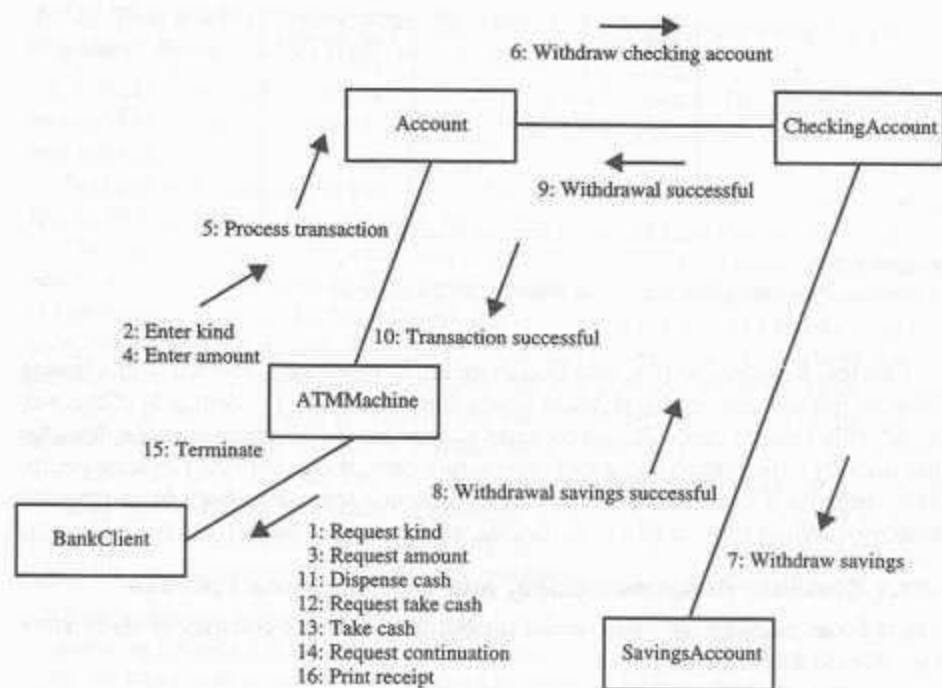 6: Withdraw checking account
Account
CheckingAccount
9: Withdrawal successful
5: Process transaction
2: Enter kind
4: Enter amount
10: Transaction successful
ATMMachine
15: Terminate
8: Withdrawal savings successful
BankClient
1: Request kind
3: Request amount
11: Dispense cash
12: Request take cash
13: Take cash
14: Request continuation
16: Print receipt
7: Withdraw savings
SavingsAccount